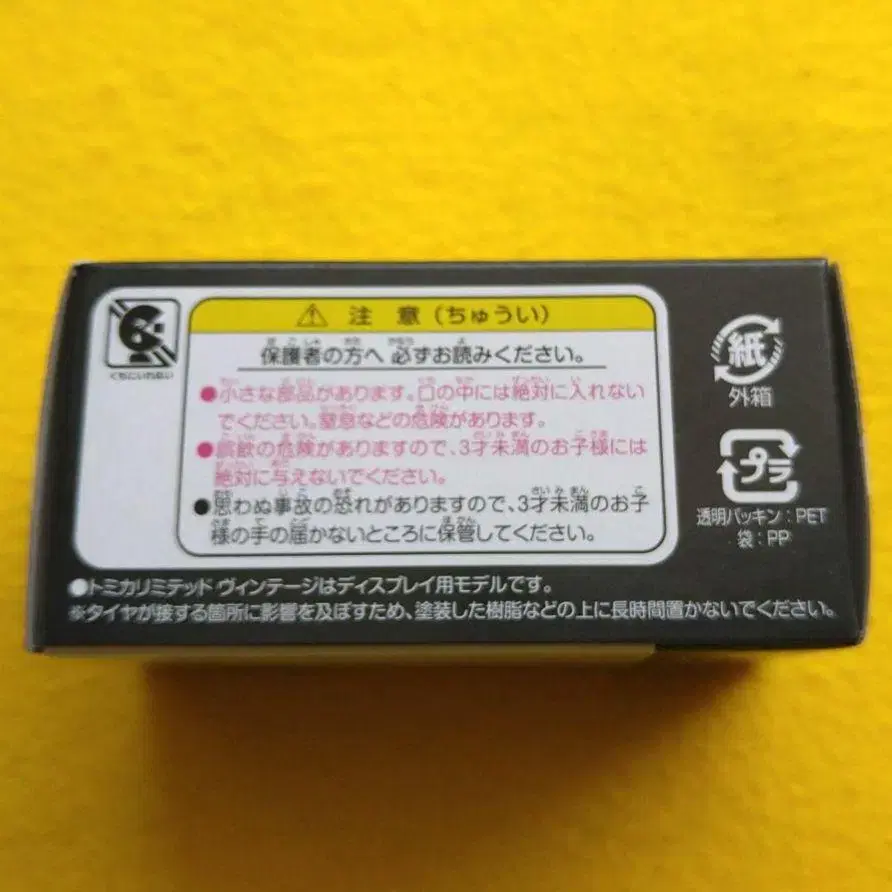 ⚠ 注 意（ちゅうい）
保護者の方へ 必ずお読みください。
くちにいれない
●小さな部品があります。口の中には絶対に入れない
でください。窒息などの危険があります。
●誤飲の危険がありますので、3才未満のお子様には
絶対に与えないでください。
●思わぬ事故の恐れがありますので、3才未満のお子
様の手の届かないところに保管してください。
●トミカリミテッド ヴィンテージはディスプレイ用モデルです。
※タイヤが接する箇所に影響を及ぼすため、塗装した樹脂などの上に長時間置かないでください。
紙
外箱
プラ
透明パッキン：PET
袋：PP